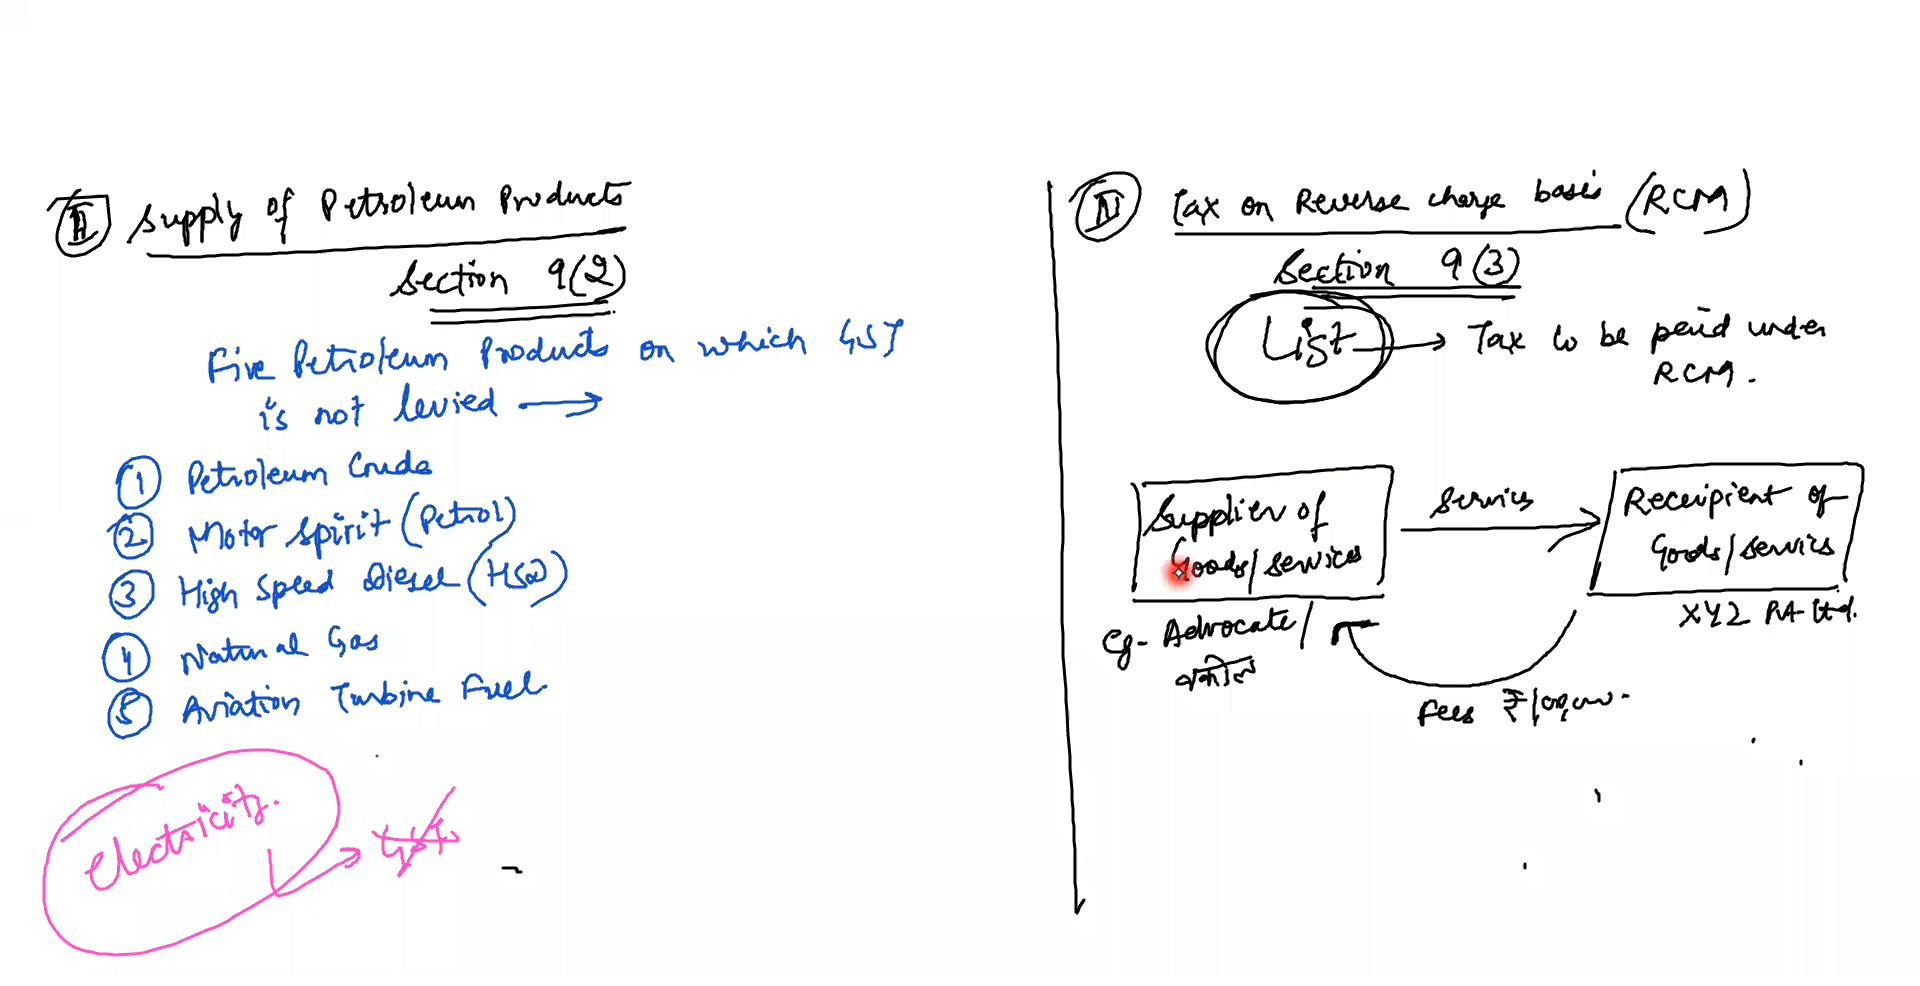 II Supply of Petroleum Products
Section 9(2)
Five Petroleum Products on which GST
is not levied →
1 Petroleum Crude
2 Motor Spirit (Petrol)
3 High Speed Diesel (HSD)
4 Natural Gas
5 Aviation Turbine Fuel
electricity.
GST
Tax on Reverse charge basis (RCM)
Section 9(3)
List → Tax to be paid under
RCM.
Supplier of
Goods/services
Services
Receipient of
Goods/services
Eg- Advocate/
वकील
XYZ Pvt Ltd.
Fees ₹1,00,000.